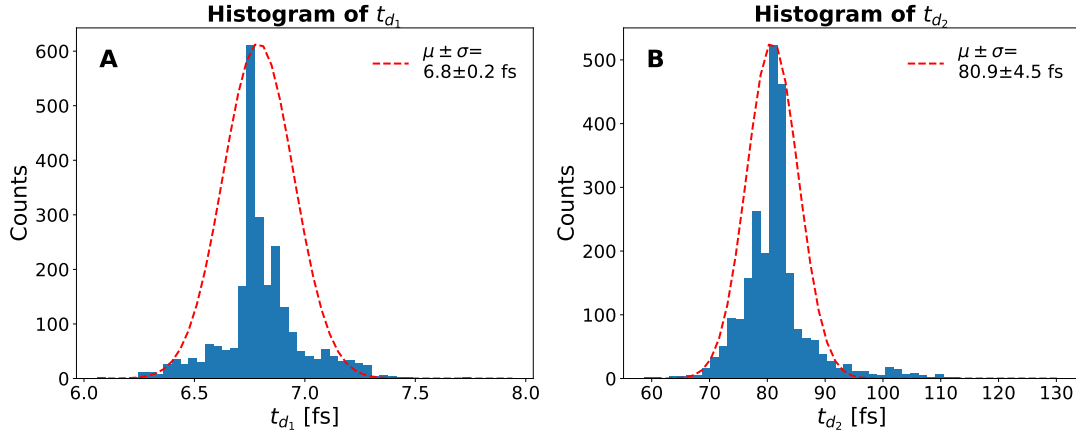 Histogram of t_{d_1}
A
μ ± σ=
6.8±0.2 fs
Counts
600
500
400
300
200
100
0
6.0 6.5 7.0 7.5 8.0
t_{d_1} [fs]
Histogram of t_{d_2}
B
μ ± σ=
80.9±4.5 fs
Counts
500
400
300
200
100
0
60 70 80 90 100 110 120 130
t_{d_2} [fs]